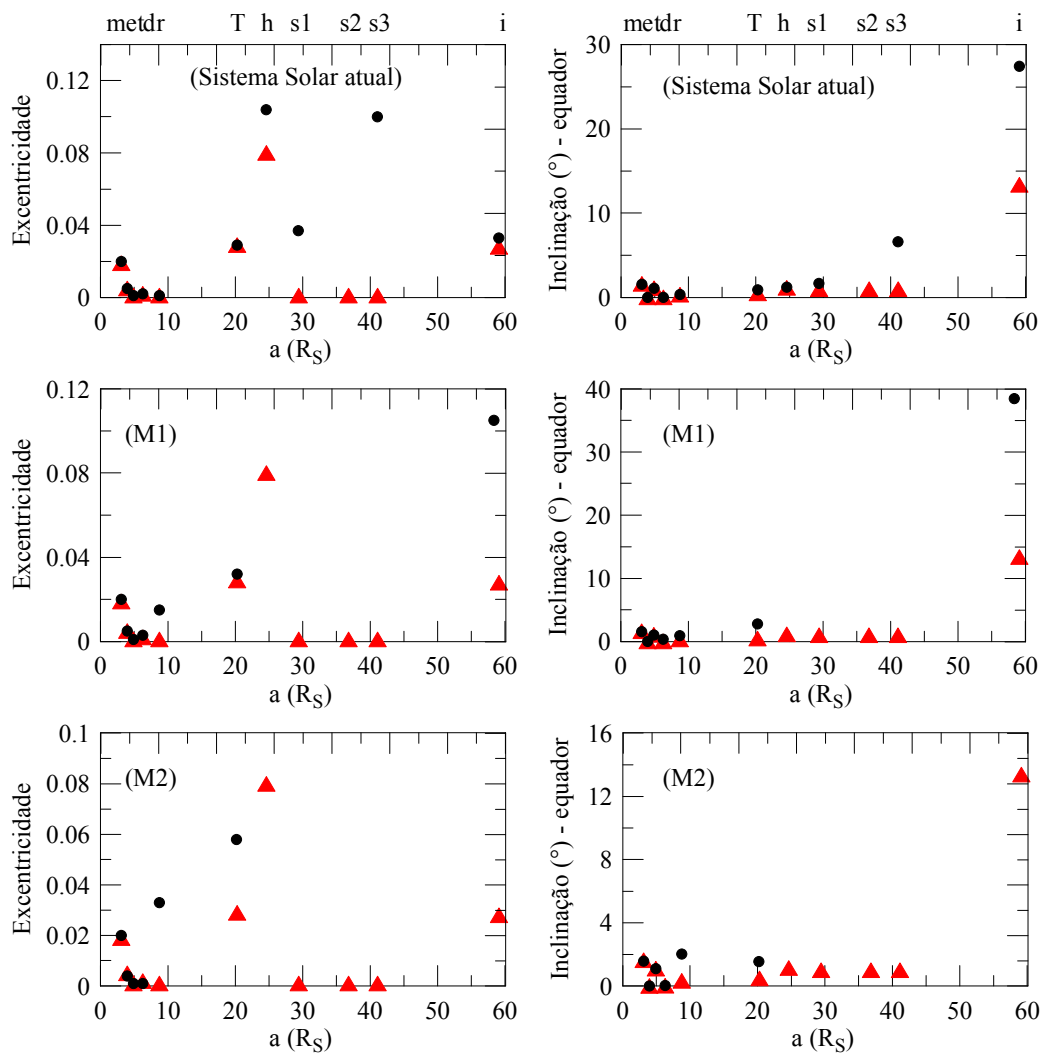 metdr T h s1 s2 s3 i
metdr T h s1 s2 s3 i
0.12
0.08
0.04
0
Excentricidade
(Sistema Solar atual)
0 10 20 30 40 50 60
a (RS)
30
20
10
0
Inclinação (°) - equador
(Sistema Solar atual)
0 10 20 30 40 50 60
a (RS)
0.12
0.08
0.04
0
Excentricidade
(M1)
0 10 20 30 40 50 60
a (RS)
40
30
20
10
0
Inclinação (°) - equador
(M1)
0 10 20 30 40 50 60
a (RS)
0.1
0.08
0.06
0.04
0.02
0
Excentricidade
(M2)
0 10 20 30 40 50 60
a (RS)
16
12
8
4
0
Inclinação (°) - equador
(M2)
0 10 20 30 40 50 60
a (RS)